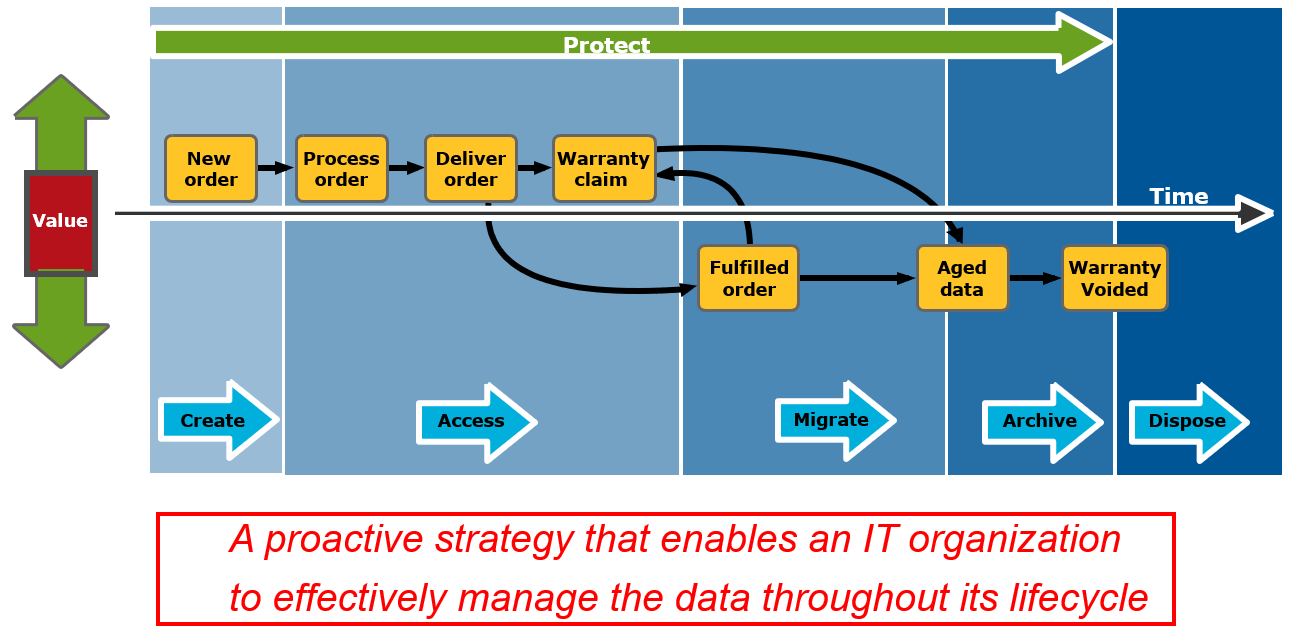 Protect
New
order
Process
order
Deliver
order
Warranty
claim
Value
Time
Fulfilled
order
Aged
data
Warranty
Voided
Create
Access
Migrate
Archive
Dispose
A proactive strategy that enables an IT organization
to effectively manage the data throughout its lifecycle